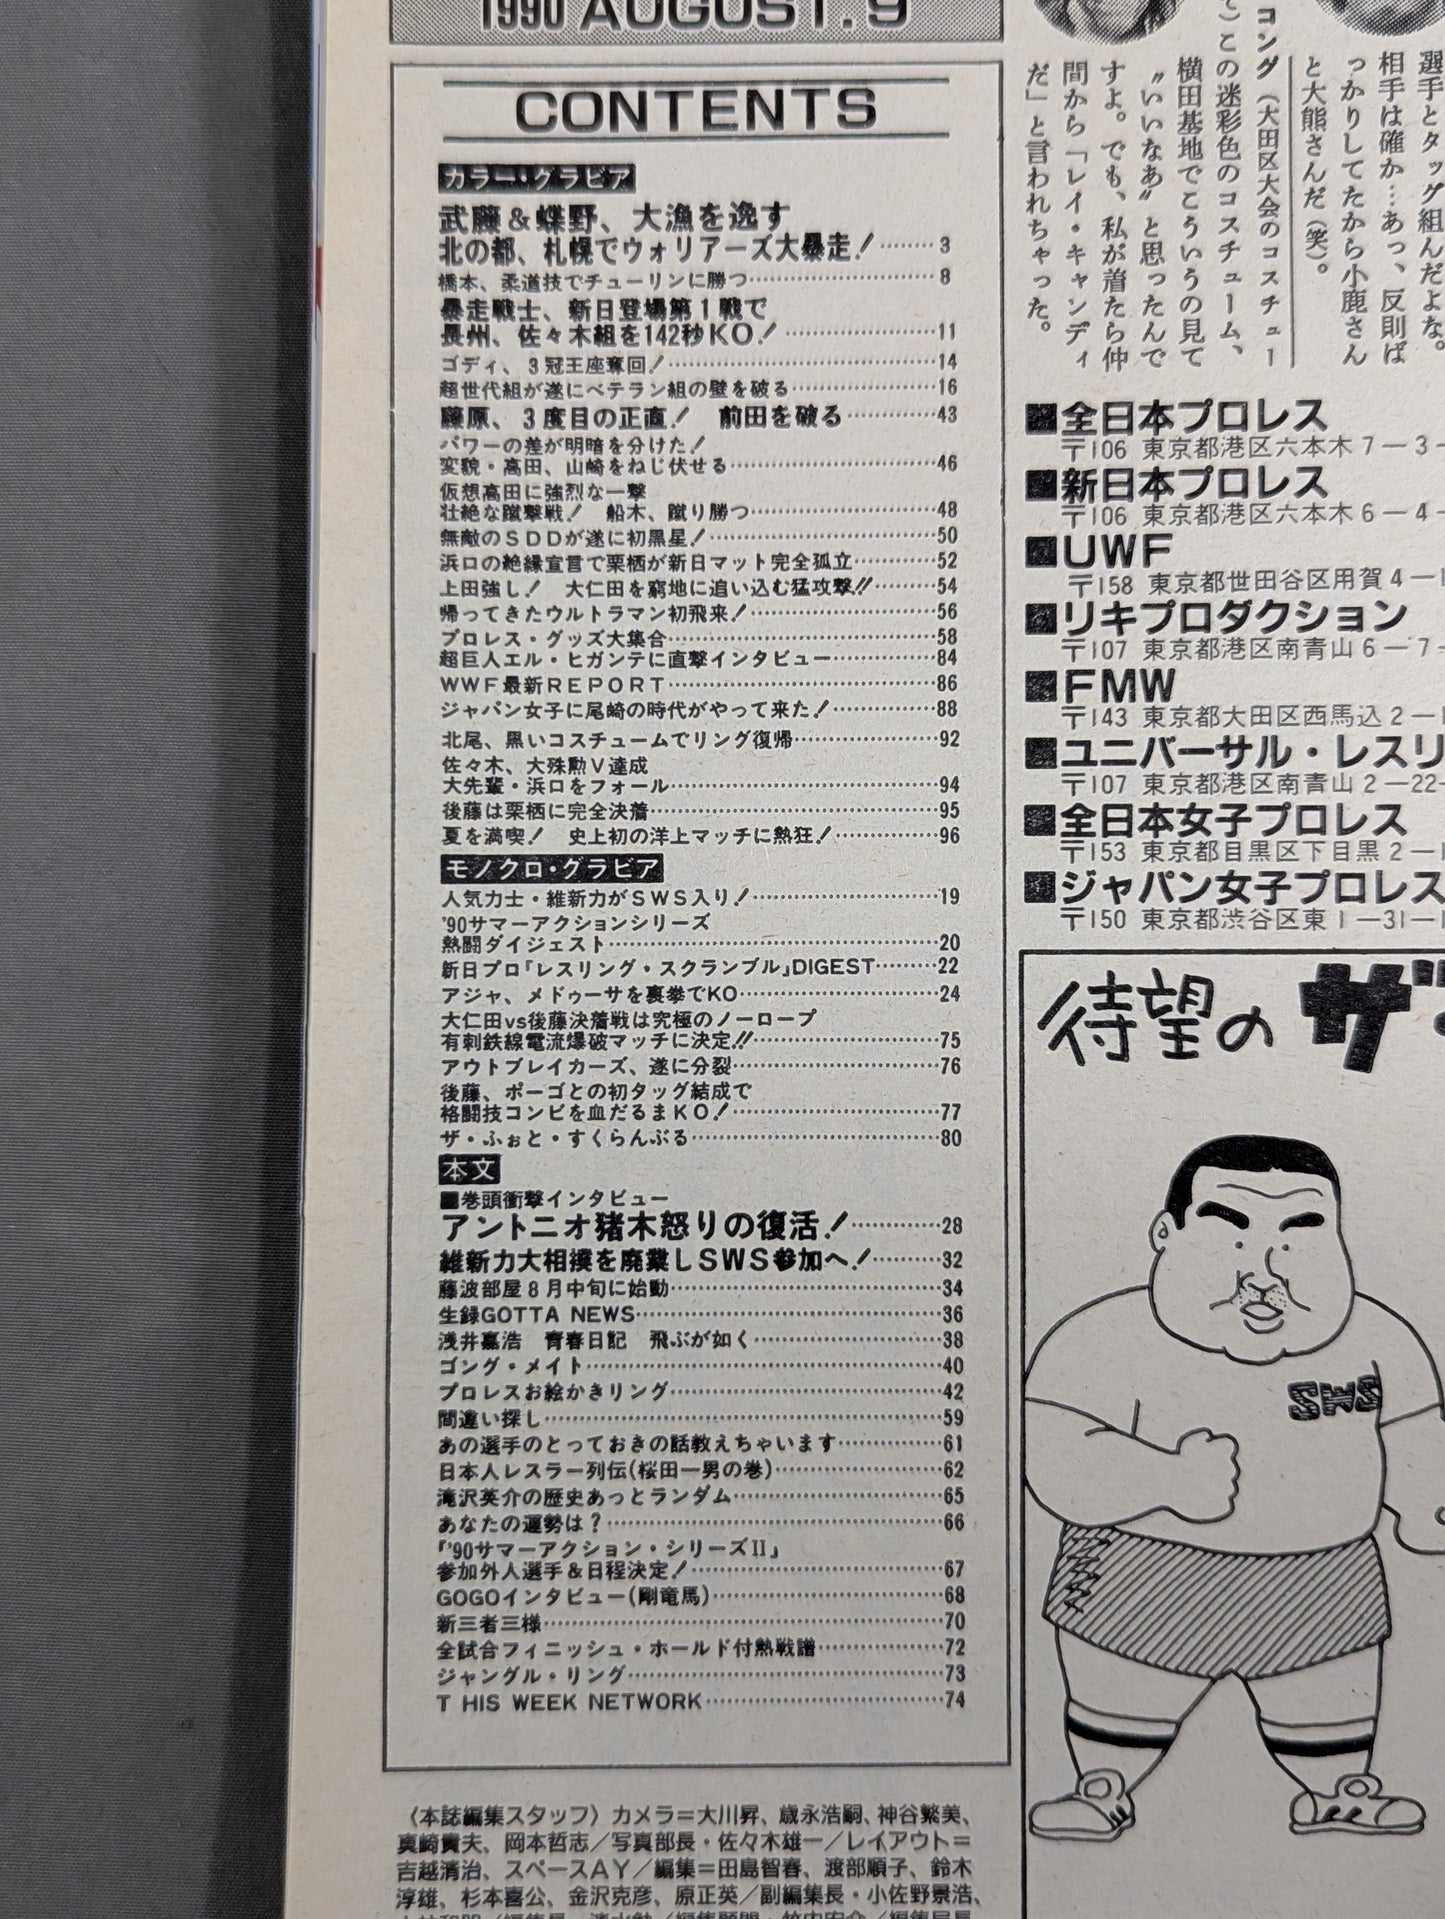 1990 AUGUST. 9
CONTENTS
カラー・グラビア
武藤&蝶野、大漁を逸す
北の都、札幌でウォリアーズ大暴走!………3
橋本、柔道技でチューリンに勝つ………8
暴走戦士、新日登場第1戦で
長州、佐々木組を142秒KO!………11
ゴディ、3冠王座奪回!………14
超世代組が遂にベテラン組の壁を破る………16
藤原、3度目の正直! 前田を破る………43
パワーの差が明暗を分けた!
変貌・高田、山崎をねじ伏せる………46
仮想高田に強烈な一撃
壮絶な蹴撃戦! 船木、蹴り勝つ………48
無敵のSDDが遂に初黒星!………50
浜口の絶縁宣言で栗栖が新日マット完全孤立………52
上田強し! 大仁田を窮地に追い込む猛攻撃!!………54
帰ってきたウルトラマン初飛来!………56
プロレス・グッズ大集合………58
超巨人エル・ヒガンテに直撃インタビュー………84
WWF最新REPORT………86
ジャパン女子に尾崎の時代がやって来た!………88
北尾、黒いコスチュームでリング復帰………92
佐々木、大殊勲V達成
大先輩・浜口をフォール………94
後藤は栗栖に完全決着………95
夏を満喫! 史上初の洋上マッチに熱狂!………96
モノクロ・グラビア
人気力士・維新力がSWS入り!………19
'90サマーアクションシリーズ
熱闘ダイジェスト………20
新日プロ「レスリング・スクランブル」DIGEST………22
アジャ、メドゥーサを裏拳でKO………24
大仁田vs後藤決着戦は究極のノーロープ
有刺鉄線電流爆破マッチに決定!!………75
アウトブレイカーズ、遂に分裂………76
後藤、ポーゴとの初タッグ結成で
格闘技コンビを血だるまKO!………77
ザ・ふぉと・すくらんぶる………80
本文
■巻頭衝撃インタビュー
アントニオ猪木怒りの復活!………28
維新力大相撲を廃業しSWS参加へ!………32
藤波部屋8月中旬に始動………34
生録GOTTA NEWS………36
浅井嘉浩 青春日記 飛ぶが如く………38
ゴング・メイト………40
プロレスお絵かきリング………42
間違い探し………59
あの選手のとっておきの話教えちゃいます………61
日本人レスラー列伝(桜田一男の巻)………62
滝沢英介の歴史あっとランダム………65
あなたの運勢は?………66
「'90サマーアクション・シリーズII」
参加外人選手&日程決定!………67
GOGOインタビュー(剛竜馬)………68
新三者三様………70
全試合フィニッシュ・ホールド付熱戦譜………72
ジャングル・リング………73
T HIS WEEK NETWORK………74
〈本誌編集スタッフ〉カメラ=大川昇、歳永浩嗣、神谷繁美、
真崎貴夫、岡本哲志/写真部長・佐々木雄一/レイアウト=
吉越清治、スペースAY/編集=田島智春、渡部順子、鈴木
淳雄、杉本喜公、金沢克彦、原正英/副編集長・小佐野景浩、
選手とタッグ組んだよな。
相手は確か…あっ、反則ば
っかりしてたから小鹿さん
と大熊さんだ(笑)。
コング(大田区大会のコスチュー
て)この迷彩色のコスチューム、
横田基地でこういうの見て
〝いいなあ〟と思ったんで
すよ。でも、私が着たら仲
間から「レイ・キャンディ
だ」と言われちゃった。
■全日本プロレス
〒106 東京都港区六本木7―3-
■新日本プロレス
〒106 東京都港区六本木6―4-
■UWF
〒158 東京都世田谷区用賀4―1
■リキプロダクション
〒107 東京都港区南青山6―7-
■FMW
〒143 東京都大田区西馬込2―1
■ユニバーサル・レスリ
〒107 東京都港区南青山2―22-
■全日本女子プロレス
〒153 東京都目黒区下目黒2―1
■ジャパン女子プロレス
〒150 東京都渋谷区東1―31―1
待望のザ
SWS